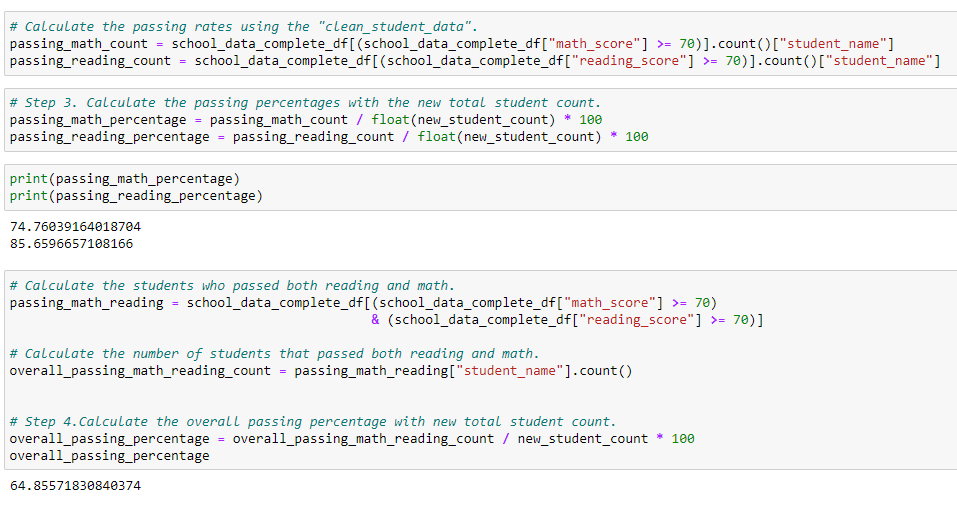 # Calculate the passing rates using the "clean_student_data".
passing_math_count = school_data_complete_df[(school_data_complete_df["math_score"] >= 70)].count()["student_name"]
passing_reading_count = school_data_complete_df[(school_data_complete_df["reading_score"] >= 70)].count()["student_name"]
# Step 3. Calculate the passing percentages with the new total student count.
passing_math_percentage = passing_math_count / float(new_student_count) * 100
passing_reading_percentage = passing_reading_count / float(new_student_count) * 100
print(passing_math_percentage)
print(passing_reading_percentage)
74.76039164018704
85.6596657108166
# Calculate the students who passed both reading and math.
passing_math_reading = school_data_complete_df[(school_data_complete_df["math_score"] >= 70)
& (school_data_complete_df["reading_score"] >= 70)]
# Calculate the number of students that passed both reading and math.
overall_passing_math_reading_count = passing_math_reading["student_name"].count()
# Step 4.Calculate the overall passing percentage with new total student count.
overall_passing_percentage = overall_passing_math_reading_count / new_student_count * 100
overall_passing_percentage
64.85571830840374